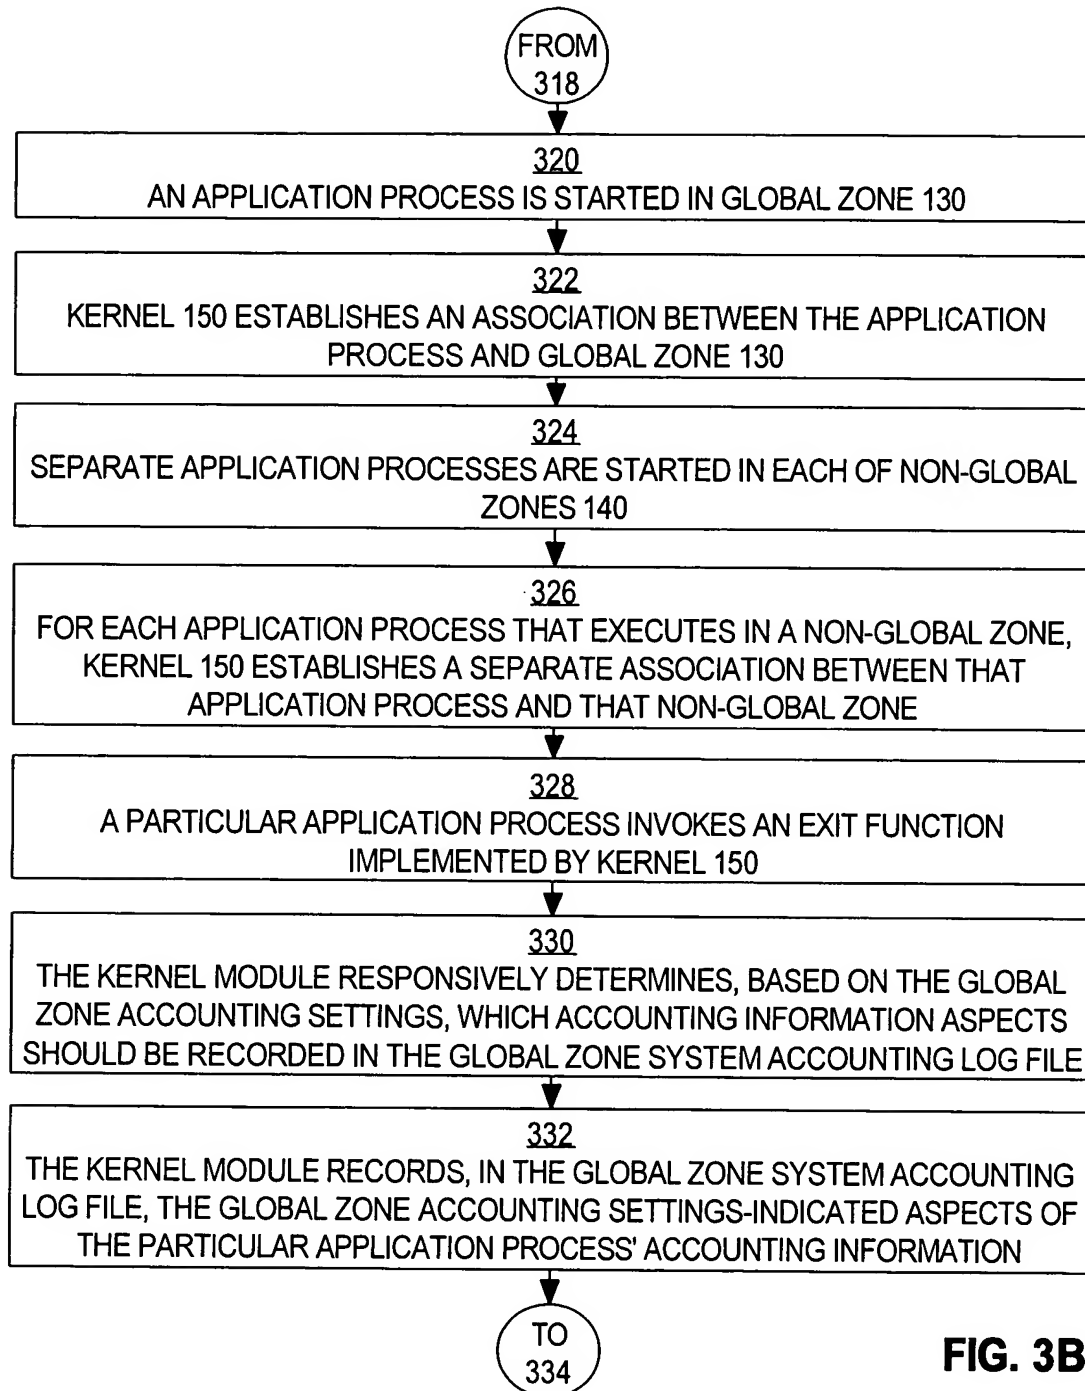 FROM
318
320
AN APPLICATION PROCESS IS STARTED IN GLOBAL ZONE 130
322
KERNEL 150 ESTABLISHES AN ASSOCIATION BETWEEN THE APPLICATION
PROCESS AND GLOBAL ZONE 130
324
SEPARATE APPLICATION PROCESSES ARE STARTED IN EACH OF NON-GLOBAL
ZONES 140
326
FOR EACH APPLICATION PROCESS THAT EXECUTES IN A NON-GLOBAL ZONE,
KERNEL 150 ESTABLISHES A SEPARATE ASSOCIATION BETWEEN THAT
APPLICATION PROCESS AND THAT NON-GLOBAL ZONE
328
A PARTICULAR APPLICATION PROCESS INVOKES AN EXIT FUNCTION
IMPLEMENTED BY KERNEL 150
330
THE KERNEL MODULE RESPONSIVELY DETERMINES, BASED ON THE GLOBAL
ZONE ACCOUNTING SETTINGS, WHICH ACCOUNTING INFORMATION ASPECTS
SHOULD BE RECORDED IN THE GLOBAL ZONE SYSTEM ACCOUNTING LOG FILE
332
THE KERNEL MODULE RECORDS, IN THE GLOBAL ZONE SYSTEM ACCOUNTING
LOG FILE, THE GLOBAL ZONE ACCOUNTING SETTINGS-INDICATED ASPECTS OF
THE PARTICULAR APPLICATION PROCESS' ACCOUNTING INFORMATION
TO
334
FIG. 3B